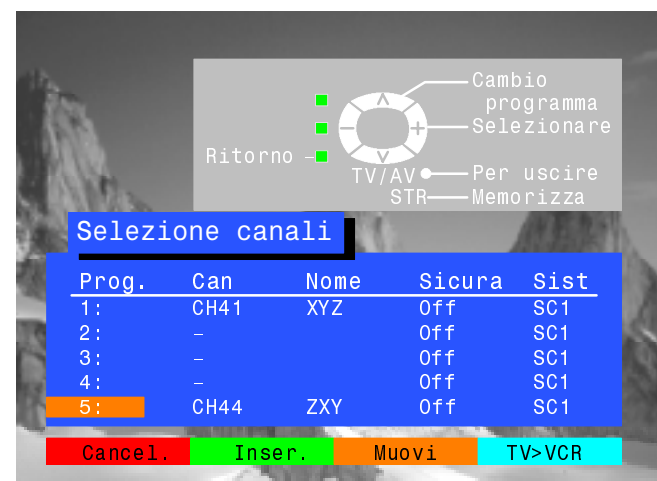 Cambio
programma
Selezionare
Ritorno
TV/AV Per uscire
STR Memorizza
Selezione canali
Prog. Can Nome Sicura Sist
1: CH41 XYZ Off SC1
2: – Off SC1
3: – Off SC1
4: – Off SC1
5: CH44 ZXY Off SC1
Cancel. Inser. Muovi TV>VCR